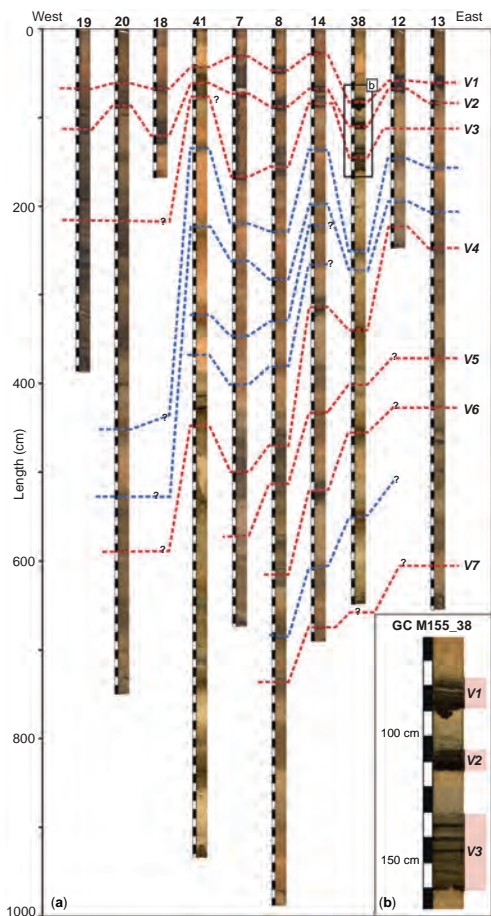 West East
19 20 18 41 7 8 14 38 12 13
0
200
400
600
800
1000
Length (cm)
b
?
?
?
?
?
?
?
?
?
?
?
?
?
V1
V2
V3
V4
V5
V6
V7
(a)
GC M155_38
V1
100 cm
V2
V3
150 cm
(b)